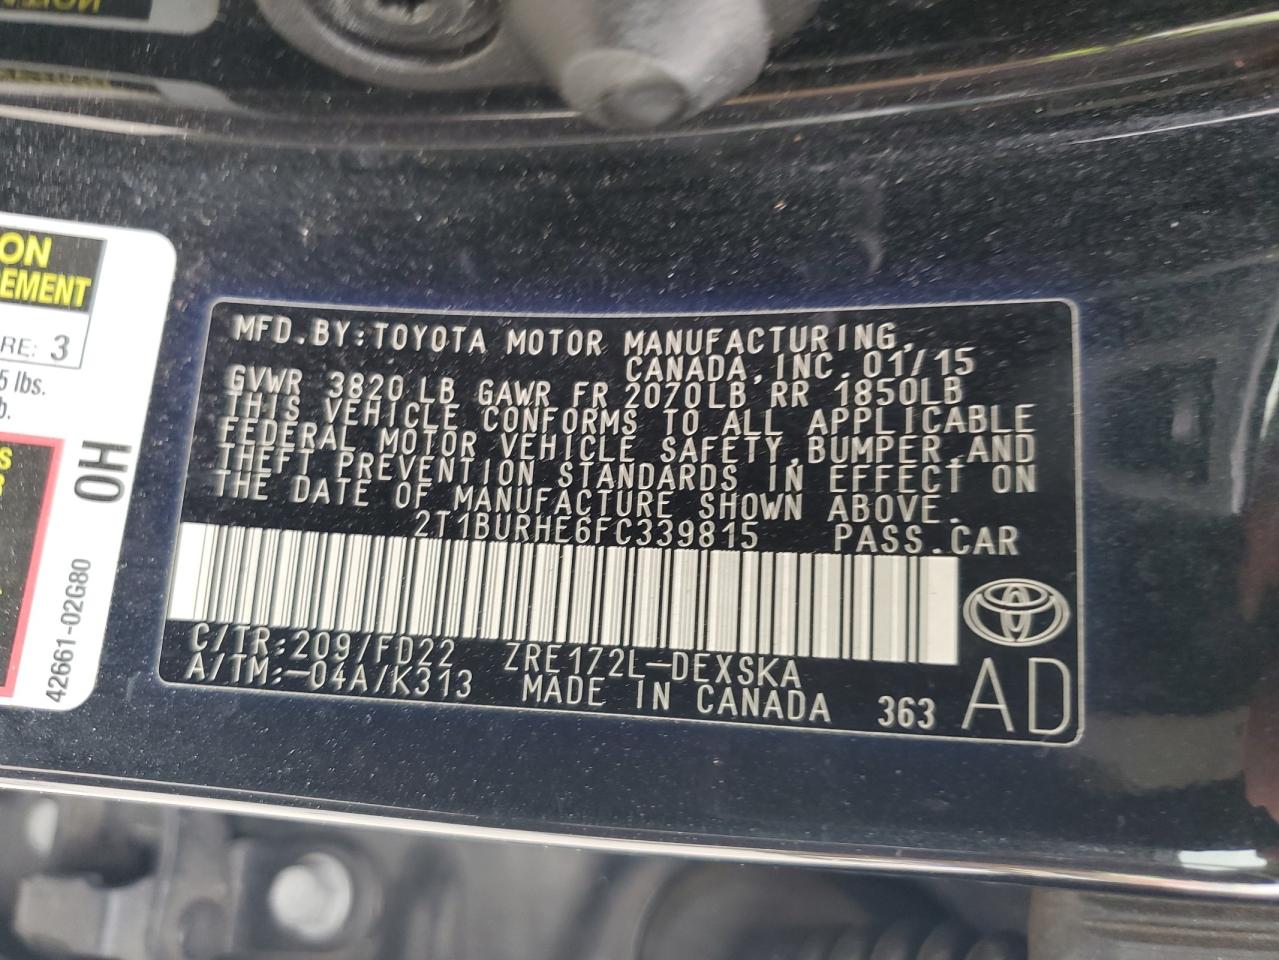 ON
CEMENT
RE: 3
5 lbs.
b.
S
0H
42661-02G80
MFD.BY:TOYOTA MOTOR MANUFACTURING,
CANADA,INC.01/15
GVWR 3820 LB GAWR FR 2070LB RR 1850LB
THIS VEHICLE CONFORMS TO ALL APPLICABLE
FEDERAL MOTOR VEHICLE SAFETY,BUMPER,AND
THEFT PREVENTION STANDARDS IN EFFECT ON
THE DATE OF MANUFACTURE SHOWN ABOVE.
2T1BURHE6FC339815 PASS.CAR
C/TR:209/FD22 ZRE172L-DEXSKA
A/TM:-04A/K313 MADE IN CANADA 363 AD